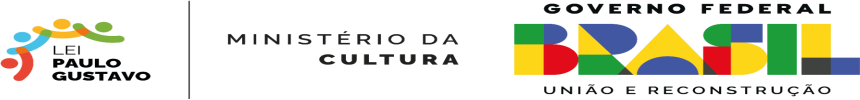 LEI
PAULO
GUSTAVO
MINISTÉRIO DA
CULTURA
GOVERNO FEDERAL
BRASIL
UNIÃO E RECONSTRUÇÃO